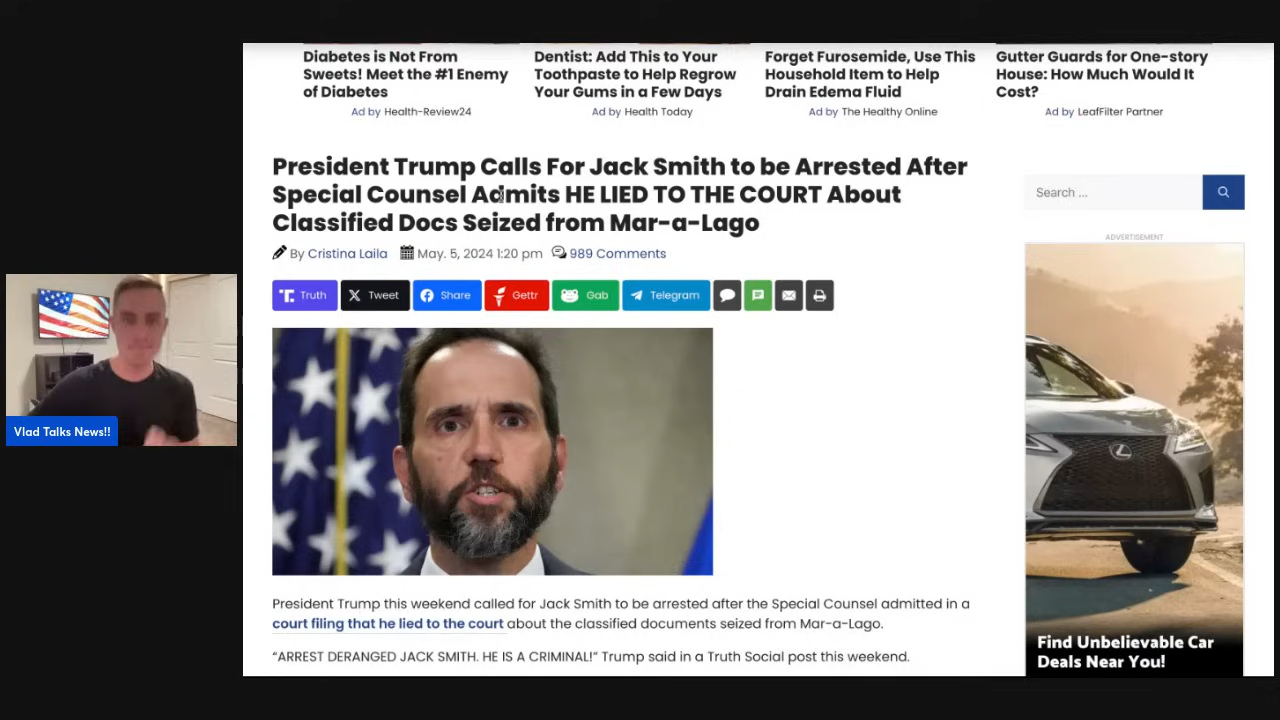 Diabetes is Not From
Sweets! Meet the #1 Enemy
of Diabetes
Ad by Health-Review24
Dentist: Add This to Your
Toothpaste to Help Regrow
Your Gums in a Few Days
Ad by Health Today
Forget Furosemide, Use This
Household Item to Help
Drain Edema Fluid
Ad by The Healthy Online
Gutter Guards for One-story
House: How Much Would It
Cost?
Ad by LeafFilter Partner
President Trump Calls For Jack Smith to be Arrested After
Special Counsel Admits HE LIED TO THE COURT About
Classified Docs Seized from Mar-a-Lago
By Cristina Laila May. 5, 2024 1:20 pm 989 Comments
Truth Tweet Share Gettr Gab Telegram
Search ...
ADVERTISEMENT
Find Unbelievable Car
Deals Near You!
Vlad Talks News!!
President Trump this weekend called for Jack Smith to be arrested after the Special Counsel admitted in a
court filing that he lied to the court about the classified documents seized from Mar-a-Lago.
“ARREST DERANGED JACK SMITH. HE IS A CRIMINAL!” Trump said in a Truth Social post this weekend.